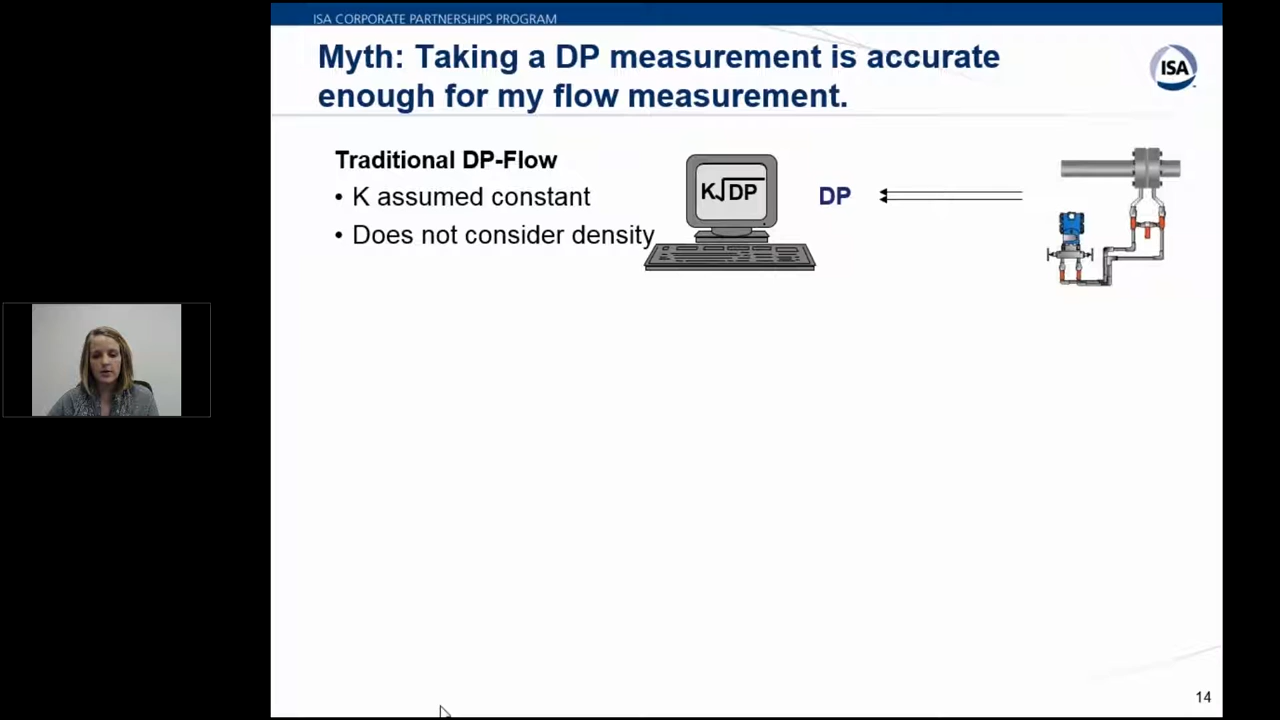 ISA CORPORATE PARTNERSHIPS PROGRAM
Myth: Taking a DP measurement is accurate
enough for my flow measurement.
ISA
Traditional DP-Flow
• K assumed constant
• Does not consider density
K√DP
DP
14